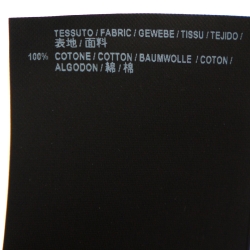 TESSUTO / FABRIC / GEWEBE / TISSU / TEJIDO /
表地 / 面料
100% COTONE / COTTON / BAUMWOLLE / COTON /
ALGODON / 綿 / 棉